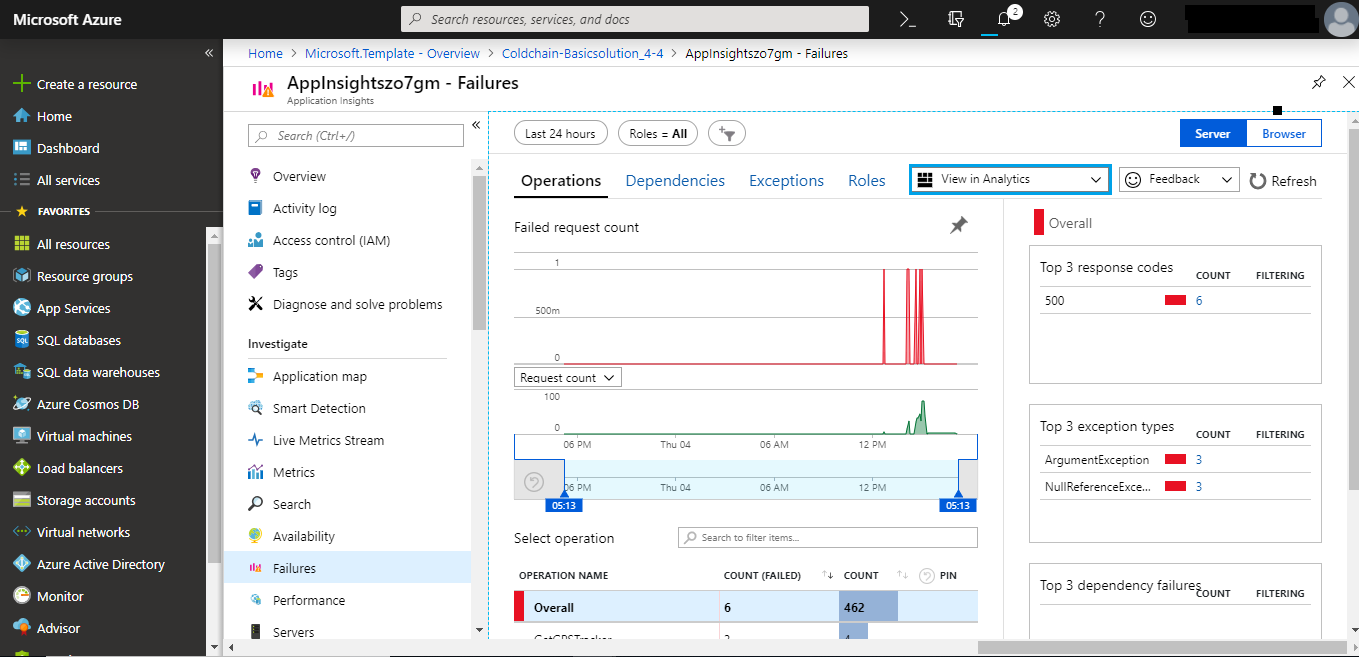 Microsoft Azure
Search resources, services, and docs
2
Create a resource
Home
Dashboard
All services
FAVORITES
All resources
Resource groups
App Services
SQL databases
SQL data warehouses
Azure Cosmos DB
Virtual machines
Load balancers
Storage accounts
Virtual networks
Azure Active Directory
Monitor
Advisor
Home > Microsoft.Template - Overview > Coldchain-Basicsolution_4-4 > AppInsightszo7gm - Failures
AppInsightszo7gm - Failures
Application Insights
Search (Ctrl+/)
Overview
Activity log
Access control (IAM)
Tags
Diagnose and solve problems
Investigate
Application map
Smart Detection
Live Metrics Stream
Metrics
Search
Availability
Failures
Performance
Servers
Last 24 hours
Roles = All
Server
Browser
Operations
Dependencies
Exceptions
Roles
View in Analytics
Feedback
Refresh
Failed request count
1
500m
0
Request count
100
0
06 PM Thu 04 06 AM 12 PM
06 PM Thu 04 06 AM 12 PM
05:13 05:13
Select operation
Search to filter items...
OPERATION NAME COUNT (FAILED) COUNT PIN
Overall 6 462
Overall
Top 3 response codes COUNT FILTERING
500 6
Top 3 exception types COUNT FILTERING
ArgumentException 3
NullReferenceExce... 3
Top 3 dependency failures COUNT FILTERING